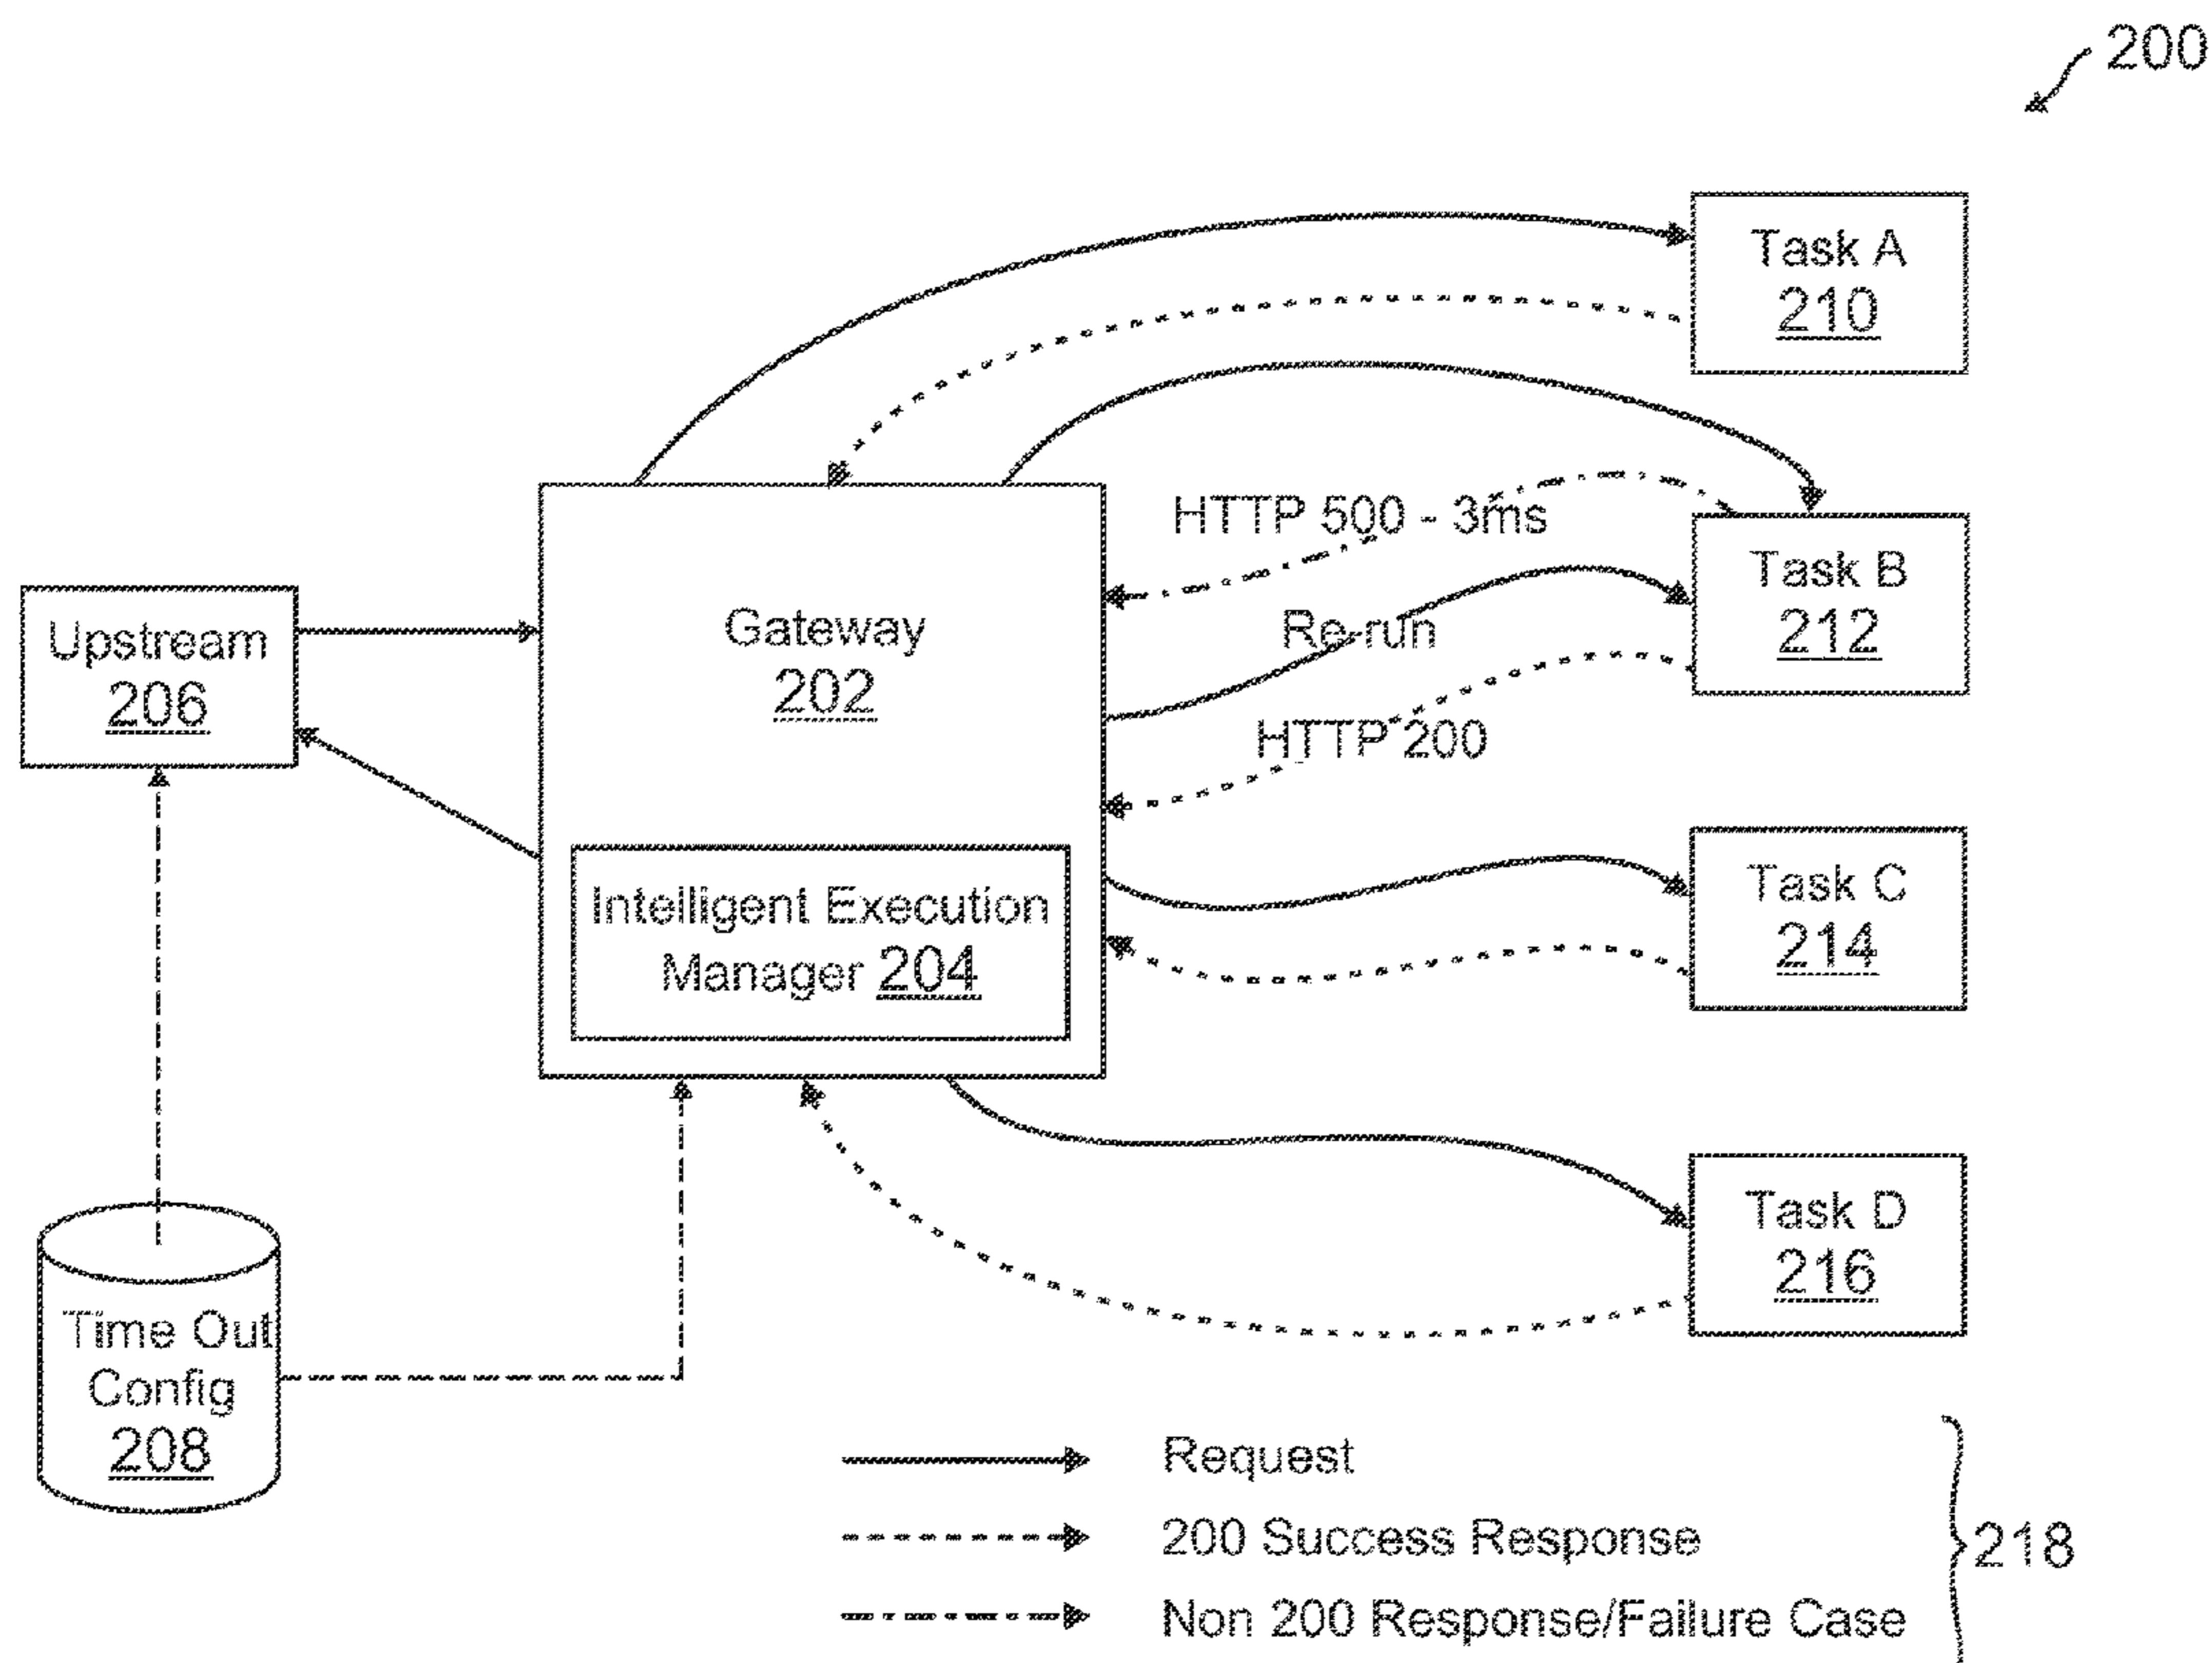 200
Task A
210
HTTP 500 - 3ms
Task B
212
Re-run
HTTP 200
Gateway
202
Upstream
206
Intelligent Execution
Manager 204
Task C
214
Task D
216
Time Out
Config
208
Request
200 Success Response
Non 200 Response/Failure Case
218